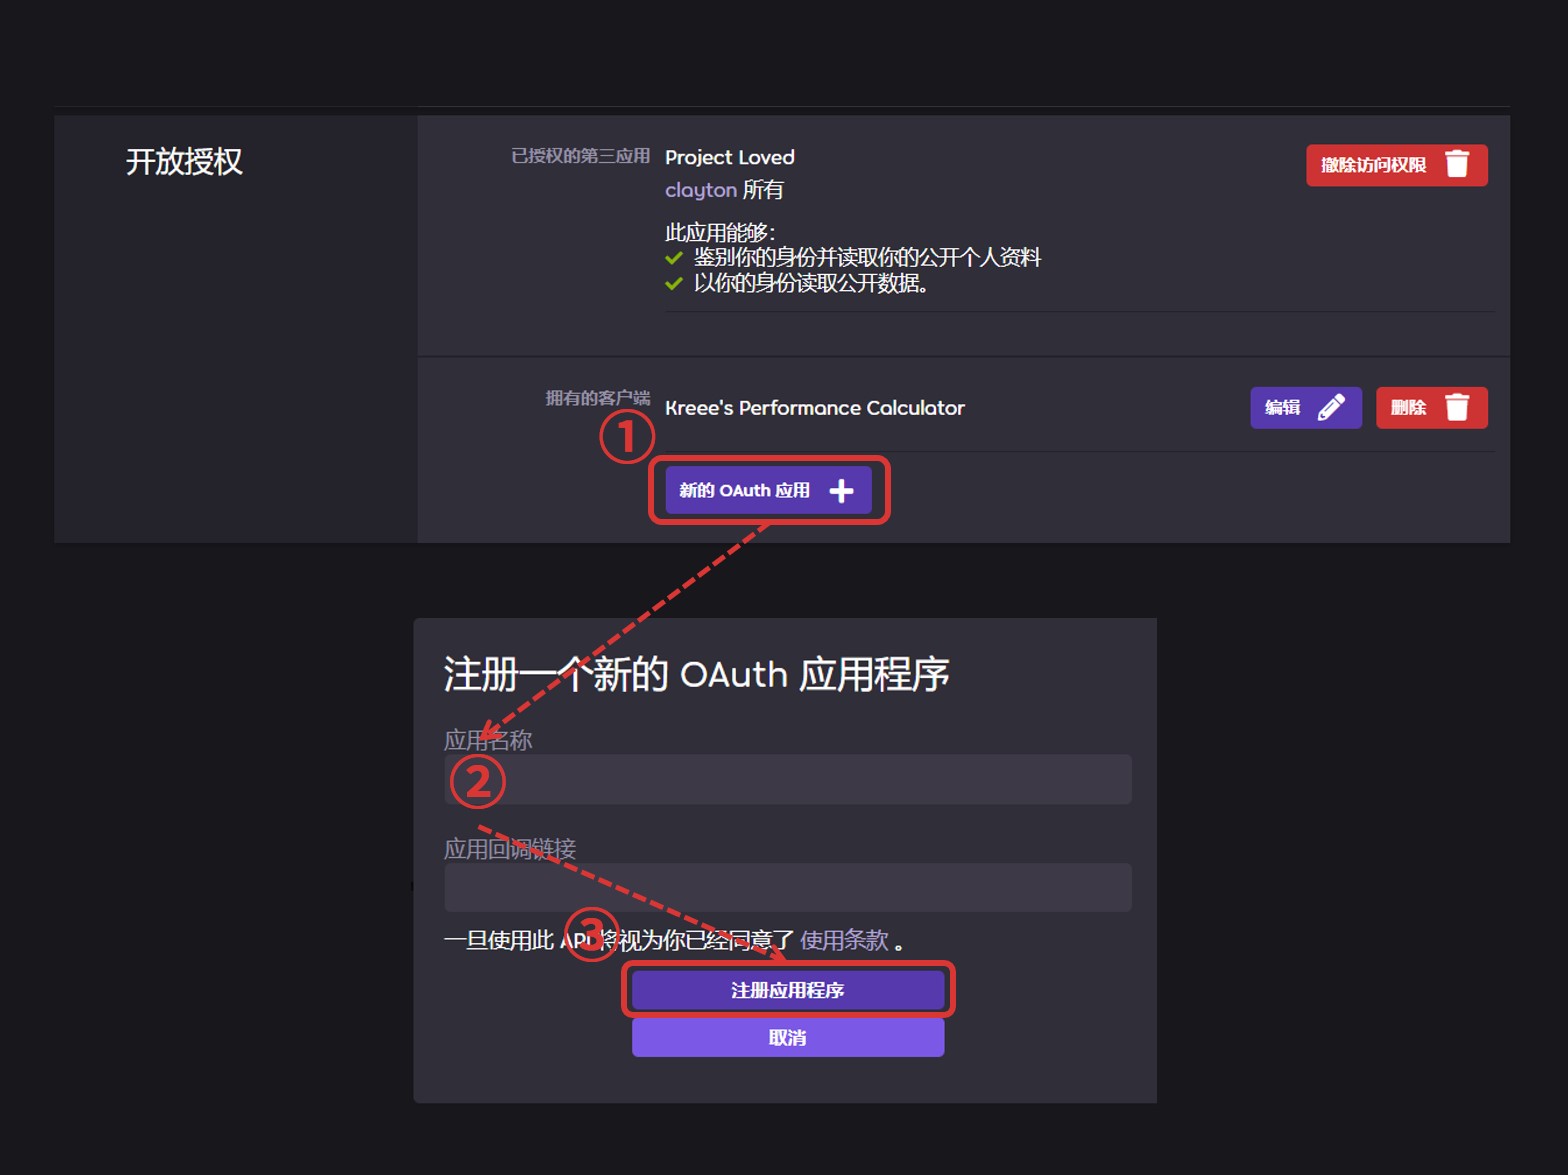 开放授权
已授权的第三应用
Project Loved
撤除访问权限
clayton 所有
此应用能够：
鉴别你的身份并读取你的公开个人资料
以你的身份读取公开数据。
拥有的客户端
Kreee's Performance Calculator
编辑
删除
①
新的 OAuth 应用
注册一个新的 OAuth 应用程序
应用名称
②
应用回调链接
③
一旦使用此 API 将视为你已经同意了 使用条款 。
注册应用程序
取消